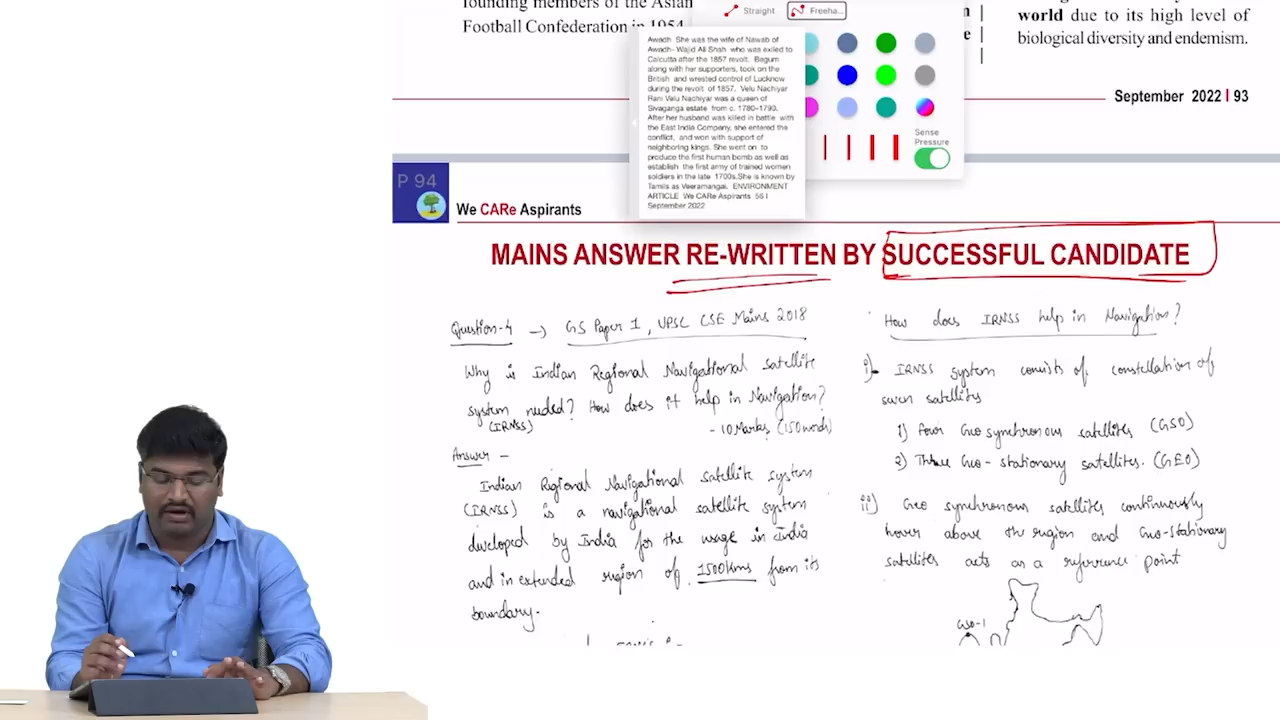 founding members of the Asian
Football Confederation in 1954.
Straight
Freeha...
world due to its high level of
biological diversity and endemism.
Awadh She was the wife of Nawab of
Awadh- Wajid Ali Shah who was exiled to
Calcutta after the 1857 revolt. Begum
along with her supporters, took on the
British and wrested control of Lucknow
during the revolt of 1857. Velu Nachiyar
Rani Velu Nachiyar was a queen of
Sivaganga estate from c. 1780–1790.
After her husband was killed in battle with
the East India Company, she entered the
conflict, and won with support of
neighboring kings. She went on to
produce the first human bomb as well as
establish the first army of trained women
soldiers in the late 1700s.She is known by
Tamils as Veeramangai. ENVIRONMENT
ARTICLE We CARe Aspirants 56 I
September 2022
Sense
Pressure
September 2022 I 93
P 94
We CARe Aspirants
MAINS ANSWER RE-WRITTEN BY SUCCESSFUL CANDIDATE
Question-4 → GS Paper 1, UPSC CSE Mains 2018
Why is Indian Regional Navigational satellite
system needed? How does it help in Navigation?
(IRNSS)
- 10 Marks (150 words)
Answer -
Indian Regional Navigational satellite system
(IRNSS) is a navigational satellite system
developed by India for the usage in India
and in extended region of 1500kms from its
boundary.
How does IRNSS help in Navigation?
i) IRNSS system consists of constellation of
seven satellites
1) Four Geo synchronous satellites (GSO)
2) Three Geo-stationary satellites. (GEO)
ii) Geo synchronous satellites continuously
hover above the region and Geo-stationary
satellites acts as a reference point
GSO-1